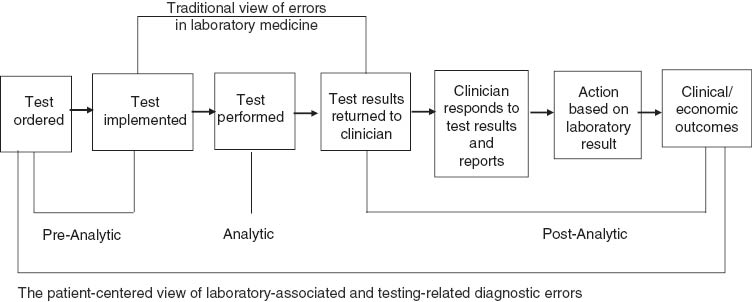 Traditional view of errors
in laboratory medicine
Test
ordered
Test
implemented
Test
performed
Test results
returned to
clinician
Clinician
responds to
test results
and
reports
Action
based on
laboratory
result
Clinical/
economic
outcomes
Pre-Analytic
Analytic
Post-Analytic
The patient-centered view of laboratory-associated and testing-related diagnostic errors